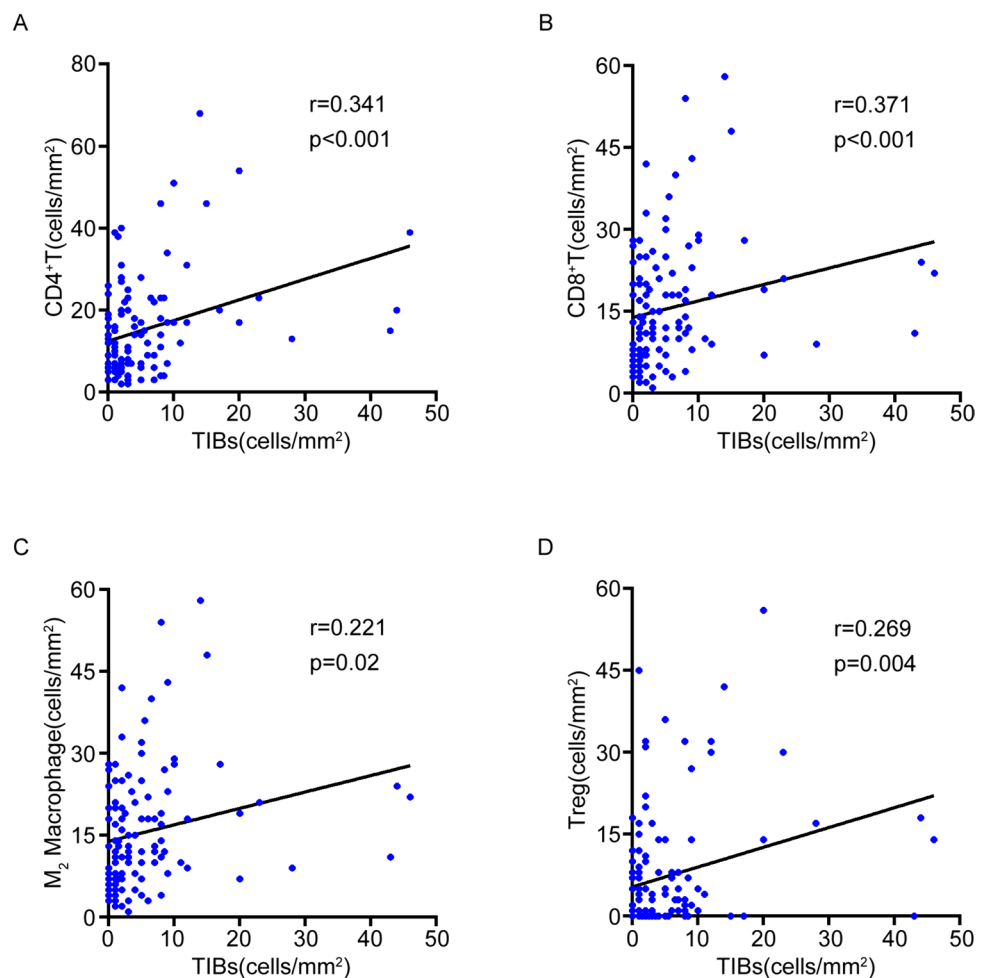 A
CD4⁺T(cells/mm²)
80
60
40
20
0
r=0.341
p<0.001
0 10 20 30 40 50
TIBs(cells/mm²)
B
CD8⁺T(cells/mm²)
60
45
30
15
0
r=0.371
p<0.001
0 10 20 30 40 50
TIBs(cells/mm²)
C
M₂ Macrophage(cells/mm²)
60
45
30
15
0
r=0.221
p=0.02
0 10 20 30 40 50
TIBs(cells/mm²)
D
Treg(cells/mm²)
60
45
30
15
0
r=0.269
p=0.004
0 10 20 30 40 50
TIBs(cells/mm²)